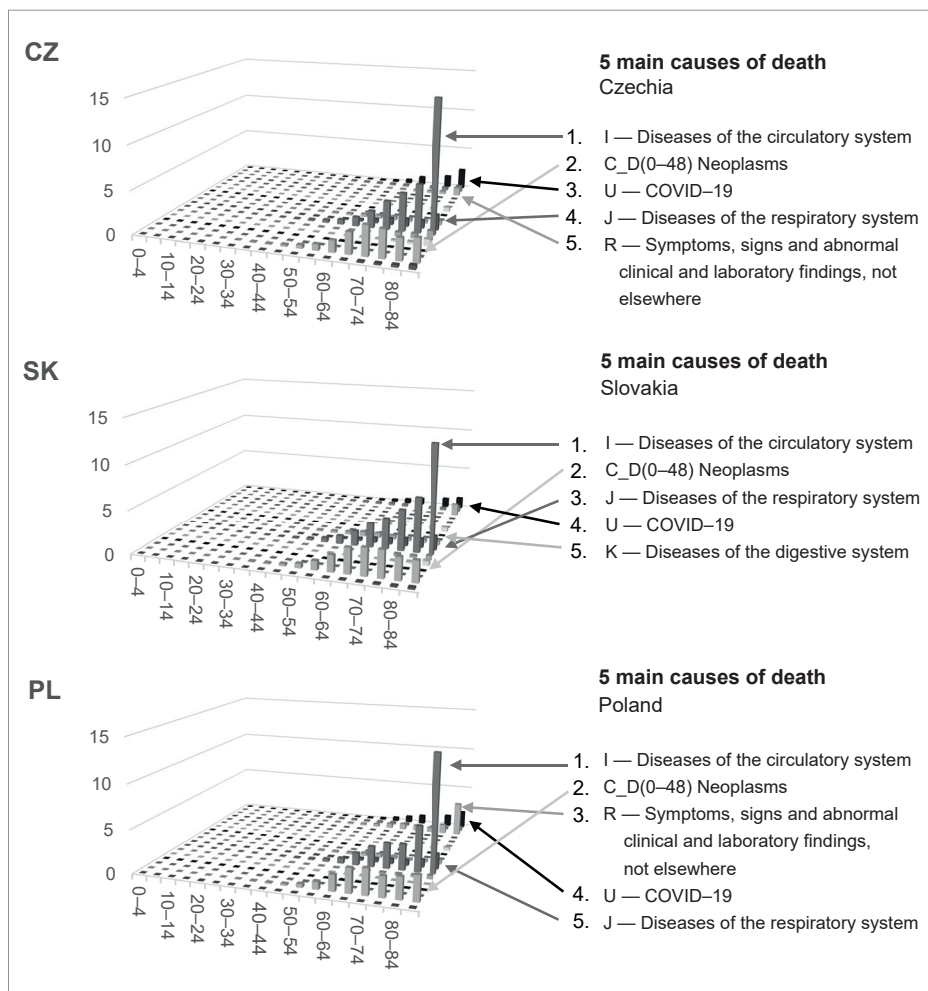 CZ
5 main causes of death
Czechia
15
10
5
0
0–4
10–14
20–24
30–34
40–44
50–54
60–64
70–74
80–84
1. I — Diseases of the circulatory system
2. C_D(0–48) Neoplasms
3. U — COVID–19
4. J — Diseases of the respiratory system
5. R — Symptoms, signs and abnormal
clinical and laboratory findings, not
elsewhere
SK
5 main causes of death
Slovakia
15
10
5
0
0–4
10–14
20–24
30–34
40–44
50–54
60–64
70–74
80–84
1. I — Diseases of the circulatory system
2. C_D(0–48) Neoplasms
3. J — Diseases of the respiratory system
4. U — COVID–19
5. K — Diseases of the digestive system
PL
5 main causes of death
Poland
15
10
5
0
0–4
10–14
20–24
30–34
40–44
50–54
60–64
70–74
80–84
1. I — Diseases of the circulatory system
2. C_D(0–48) Neoplasms
3. R — Symptoms, signs and abnormal
clinical and laboratory findings,
not elsewhere
4. U — COVID–19
5. J — Diseases of the respiratory system